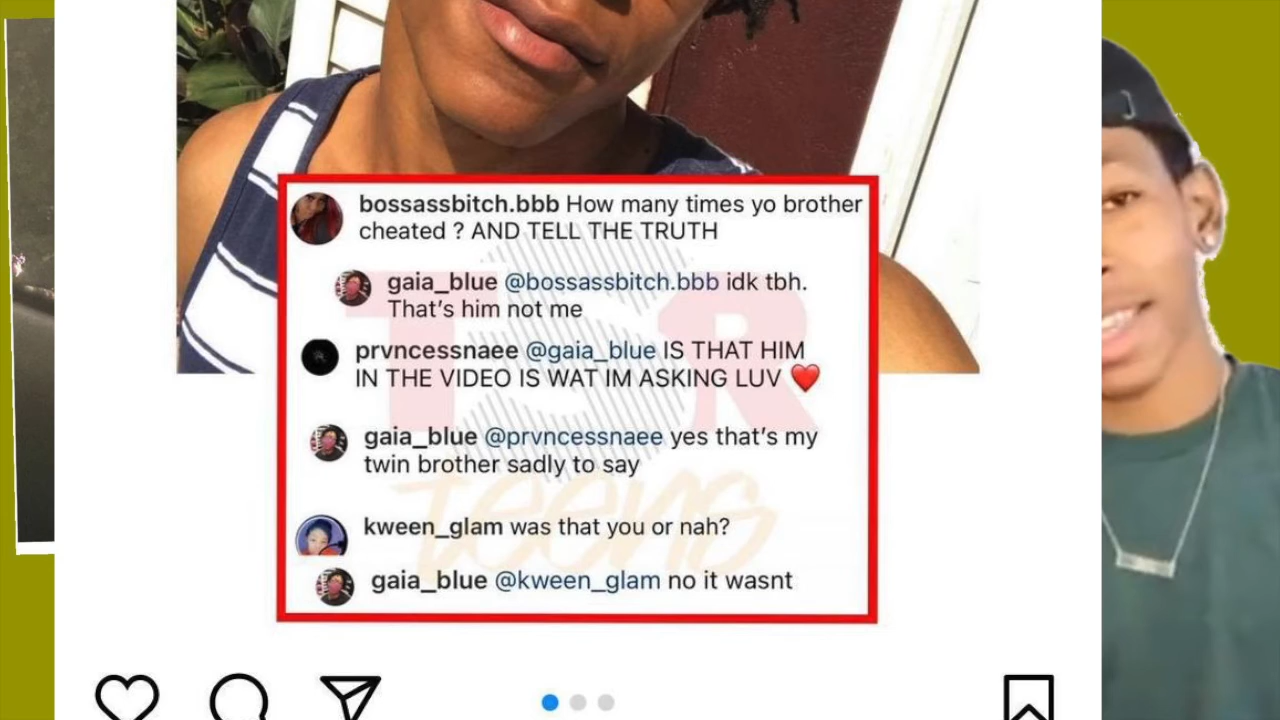 bossassbitch.bbb How many times yo brother
cheated ? AND TELL THE TRUTH
gaia_blue @bossassbitch.bbb idk tbh.
That's him not me
prvncessnaee @gaia_blue IS THAT HIM
IN THE VIDEO IS WAT IM ASKING LUV ❤️
gaia_blue @prvncessnaee yes that's my
twin brother sadly to say
kween_glam was that you or nah?
gaia_blue @kween_glam no it wasnt
TSR
teens